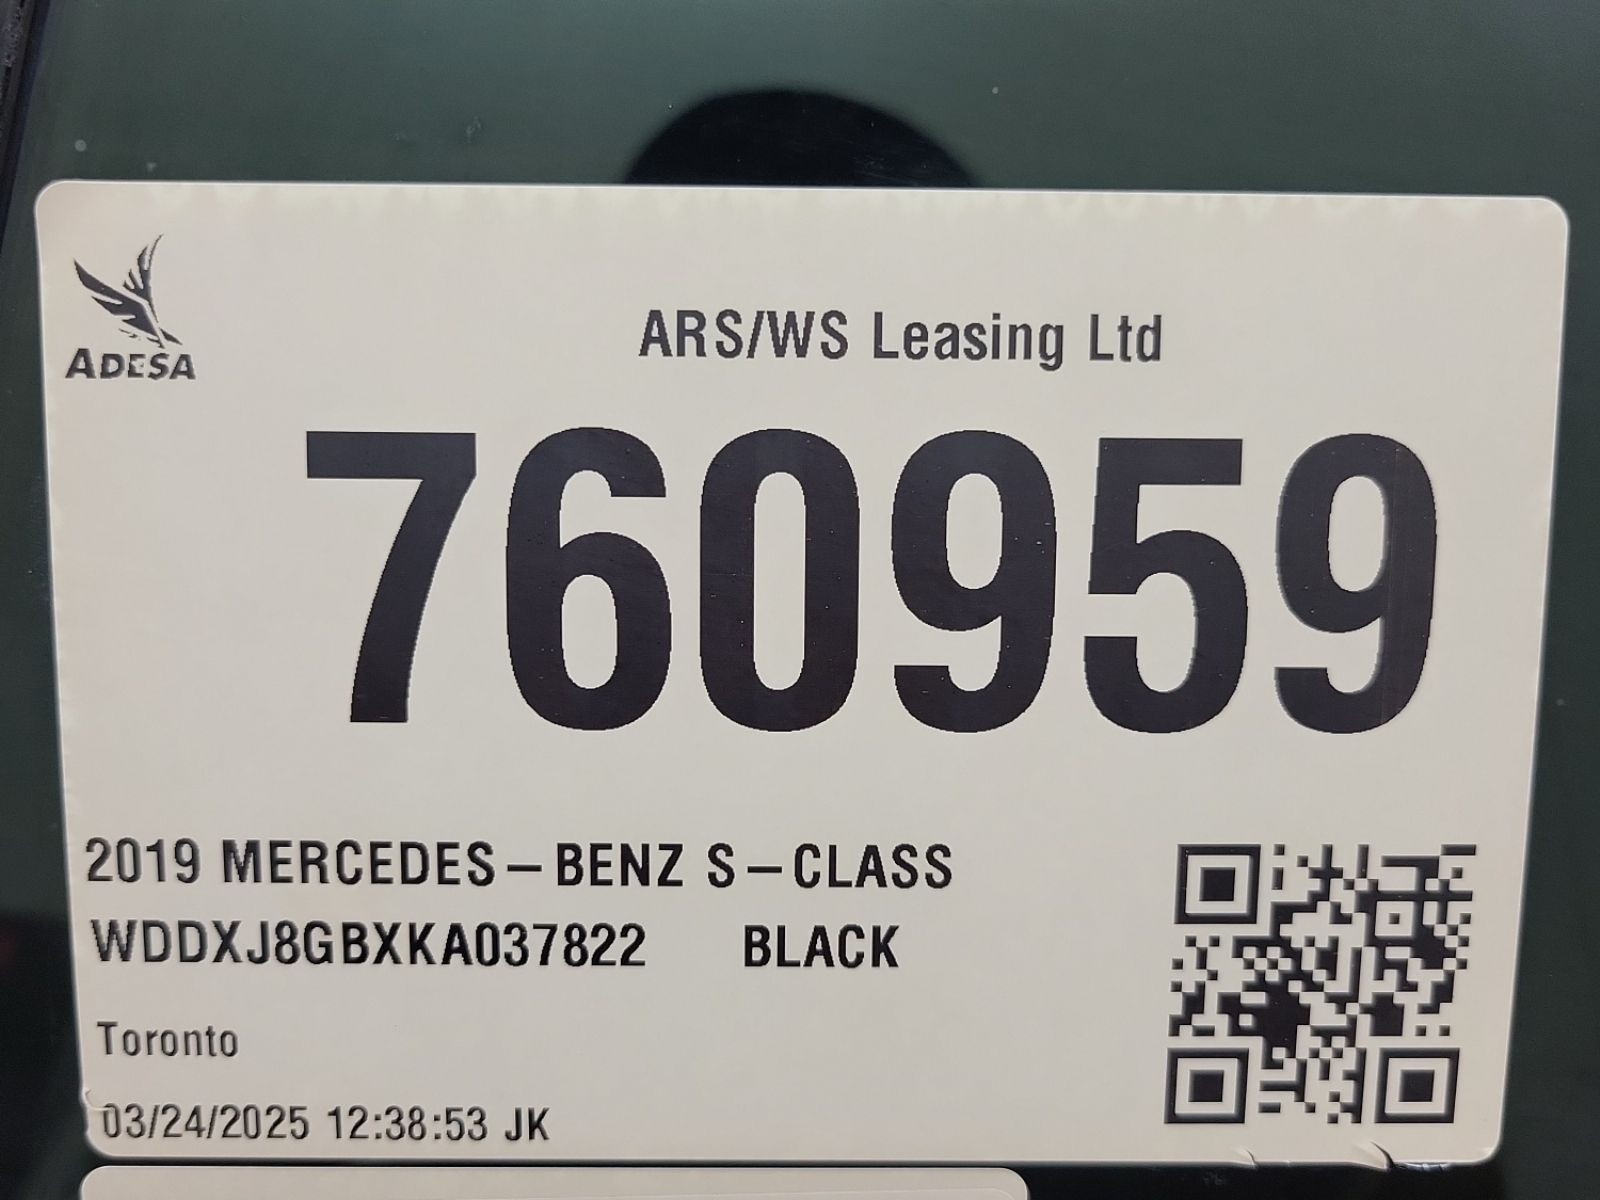 ADESA
ARS/WS Leasing Ltd
760959
2019 MERCEDES-BENZ S-CLASS
WDDXJ8GBXKA037822 BLACK
Toronto
03/24/2025 12:38:53 JK